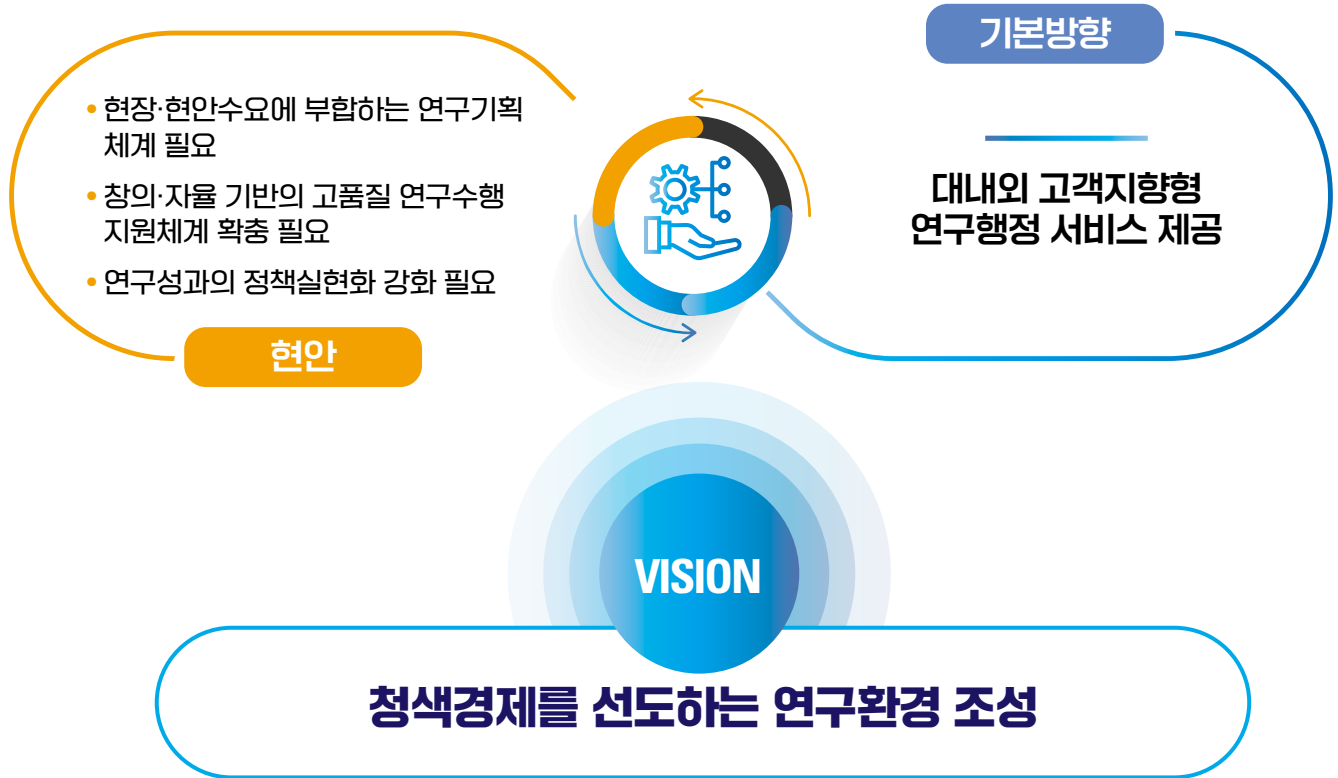 • 현장·현안수요에 부합하는 연구기획
체계 필요
• 창의·자율 기반의 고품질 연구수행
지원체계 확충 필요
• 연구성과의 정책실현화 강화 필요
현안
기본방향
대내외 고객지향형
연구행정 서비스 제공
VISION
청색경제를 선도하는 연구환경 조성